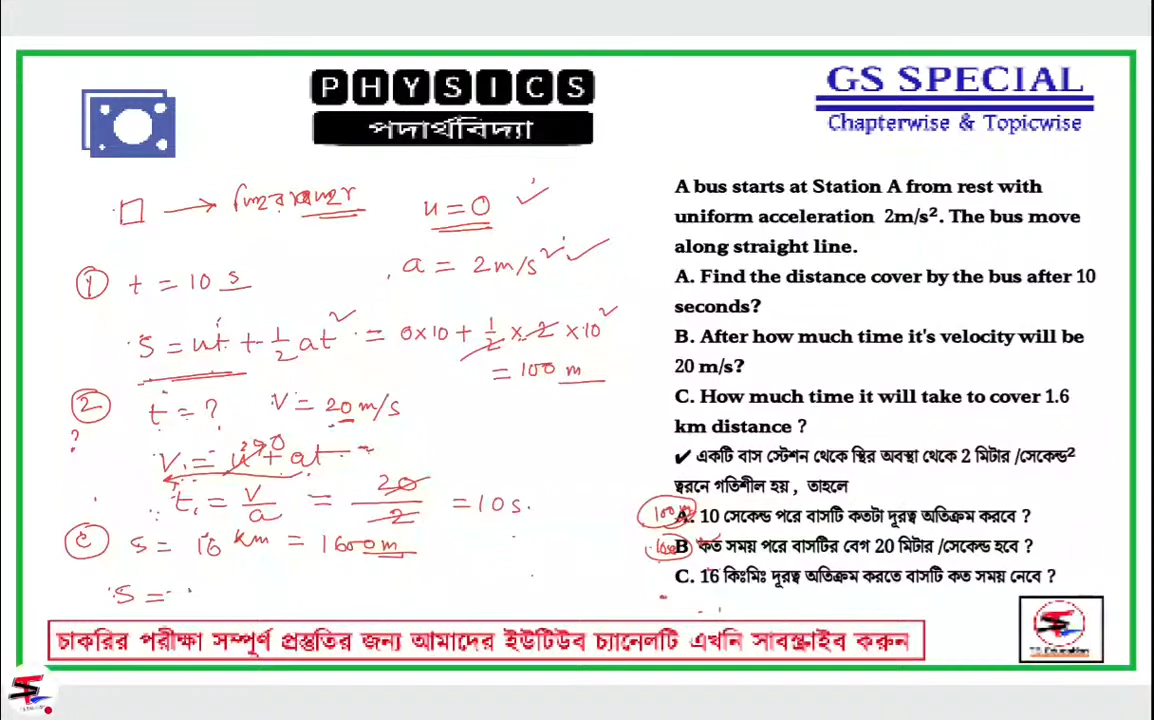 PHYSICS
পদার্থবিদ্যা
GS SPECIAL
Chapterwise & Topicwise
A bus starts at Station A from rest with
uniform acceleration 2m/s². The bus move
along straight line.
A. Find the distance cover by the bus after 10
seconds?
B. After how much time it's velocity will be
20 m/s?
C. How much time it will take to cover 1.6
km distance ?
✔ একটি বাস স্টেশন থেকে স্থির অবস্থা থেকে 2 মিটার /সেকেন্ড²
ত্বরনে গতিশীল হয় , তাহলে
A. 10 সেকেন্ড পরে বাসটি কতটা দূরত্ব অতিক্রম করবে ?
B কত সময় পরে বাসটির বেগ 20 মিটার /সেকেন্ড হবে ?
C. 16 কিঃমিঃ দূরত্ব অতিক্রম করতে বাসটি কত সময় নেবে ?
u = 0
a = 2m/s²
1 t = 10 s
S = ut + 1/2 at² = 0×10 + 1/2 × 2 × 10²
= 100 m
2 t = ? V = 20 m/s
?
V = u + at
t = V/a = 20/2 = 10 s.
S = 16 km = 1600 m
S =
চাকরির পরীক্ষা সম্পূর্ণ প্রস্তুতির জন্য আমাদের ইউটিউব চ্যানেলটি এখনি সাবস্ক্রাইব করুন